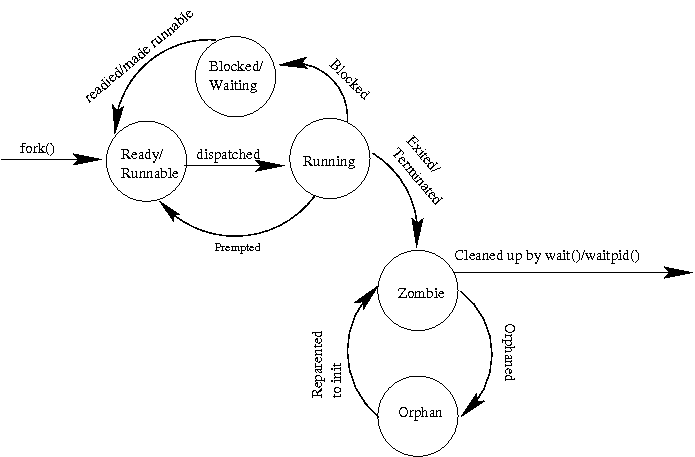 readied/made runnable
Blocked/
Waiting
Blocked
fork()
Ready/
Runnable
dispatched
Running
Exited/
Terminated
Prempted
Cleaned up by wait()/waitpid()
Zombie
Reparented
to init
Orphaned
Orphan